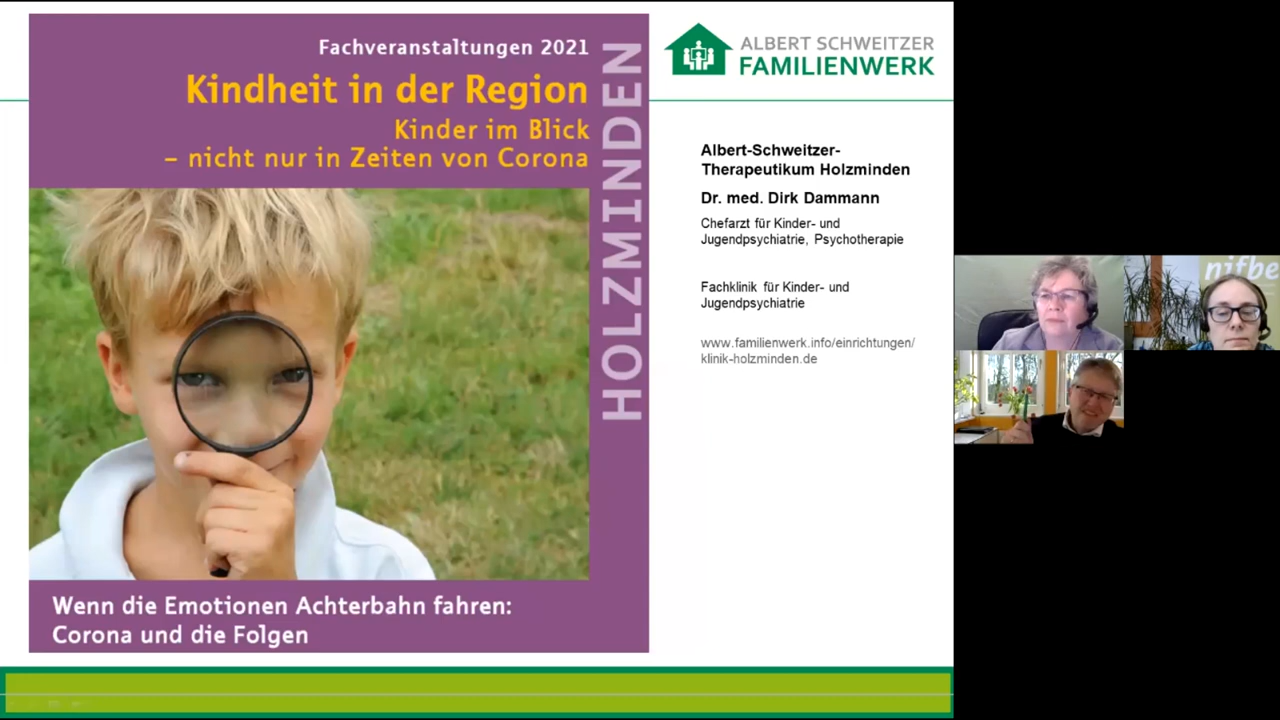 Fachveranstaltungen 2021
Kindheit in der Region
Kinder im Blick
– nicht nur in Zeiten von Corona
HOLZMINDEN
Wenn die Emotionen Achterbahn fahren:
Corona und die Folgen
ALBERT SCHWEITZER
FAMILIENWERK
Albert-Schweitzer-
Therapeutikum Holzminden
Dr. med. Dirk Dammann
Chefarzt für Kinder- und
Jugendpsychiatrie, Psychotherapie
Fachklinik für Kinder- und
Jugendpsychiatrie
www.familienwerk.info/einrichtungen/
klinik-holzminden.de
nifbe